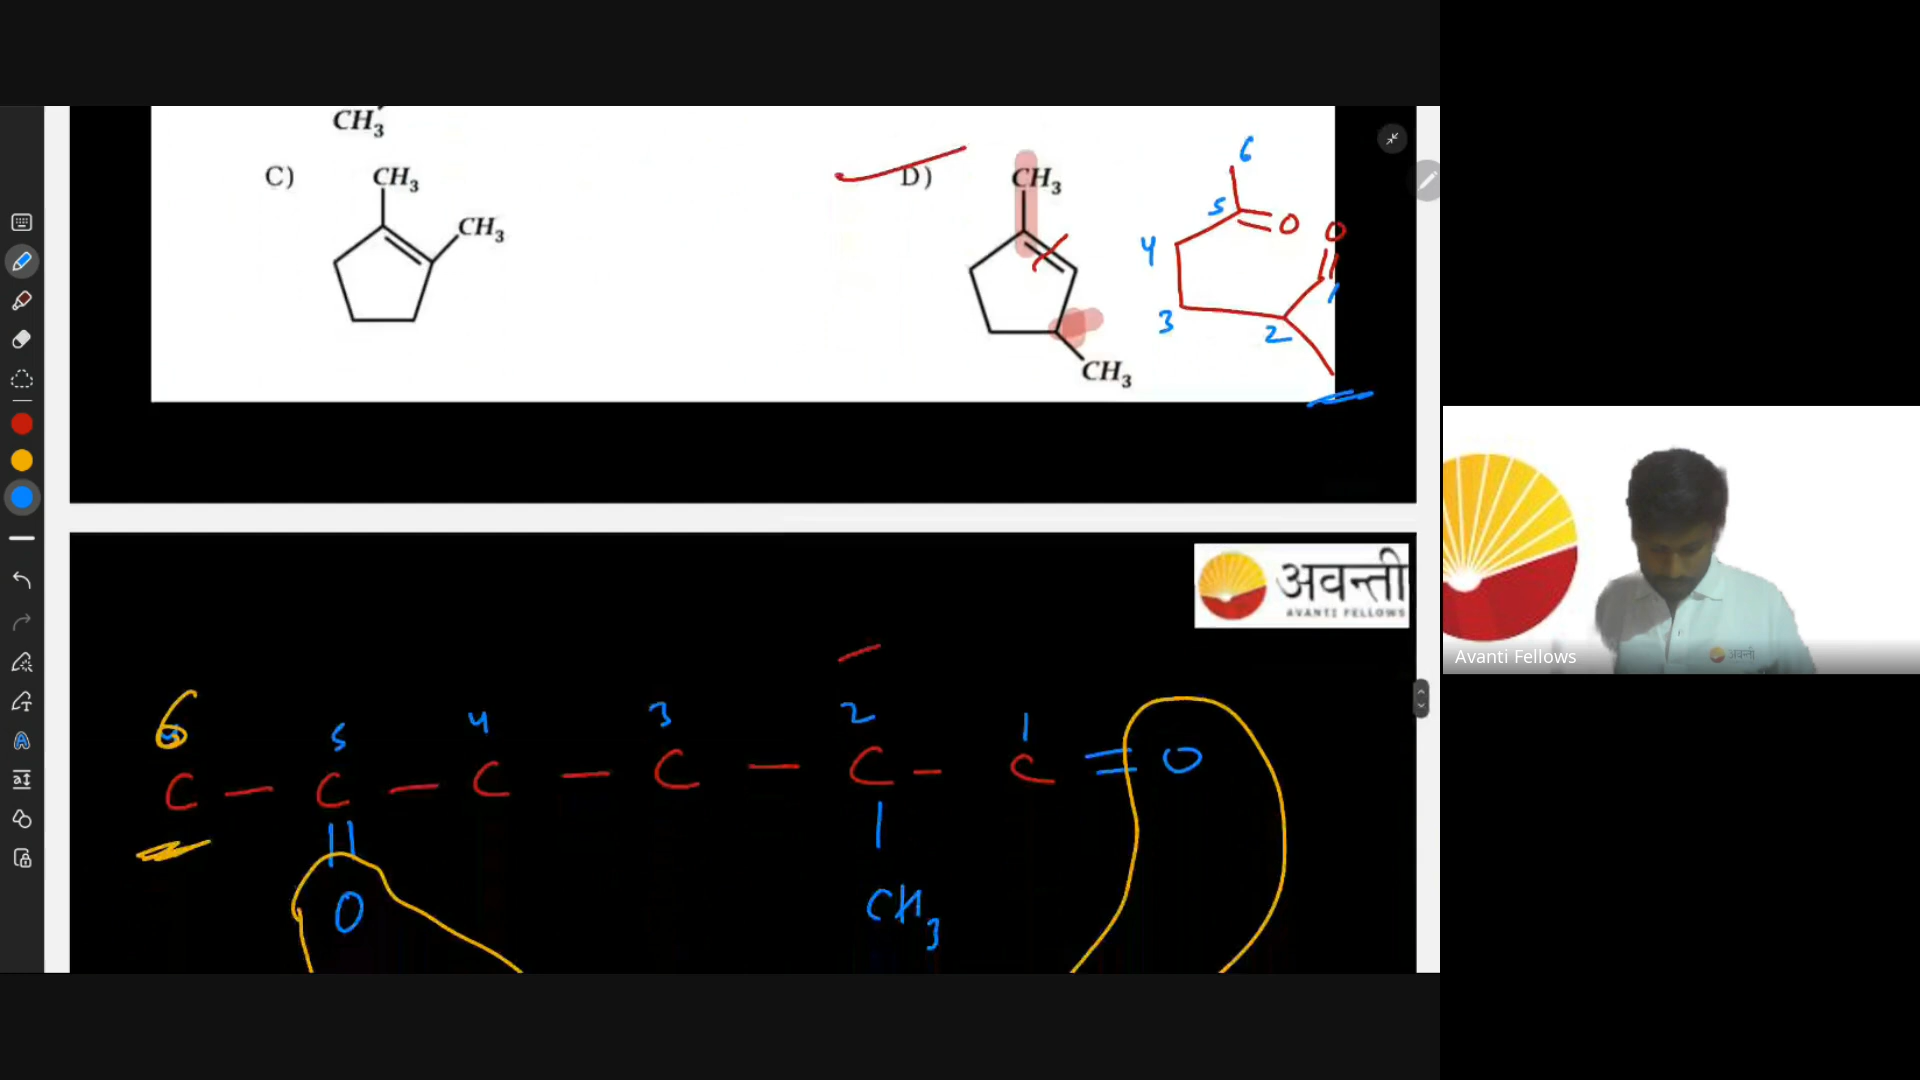 CH3
C) CH3
CH3
D) CH3
CH3
6
5
O O
4
1
3
2
अवन्ती
AVANTI FELLOWS
6 5 4 3 2 1
C - C - C - C - C - C = O
O
CH3
Avanti Fellows
अवन्ती